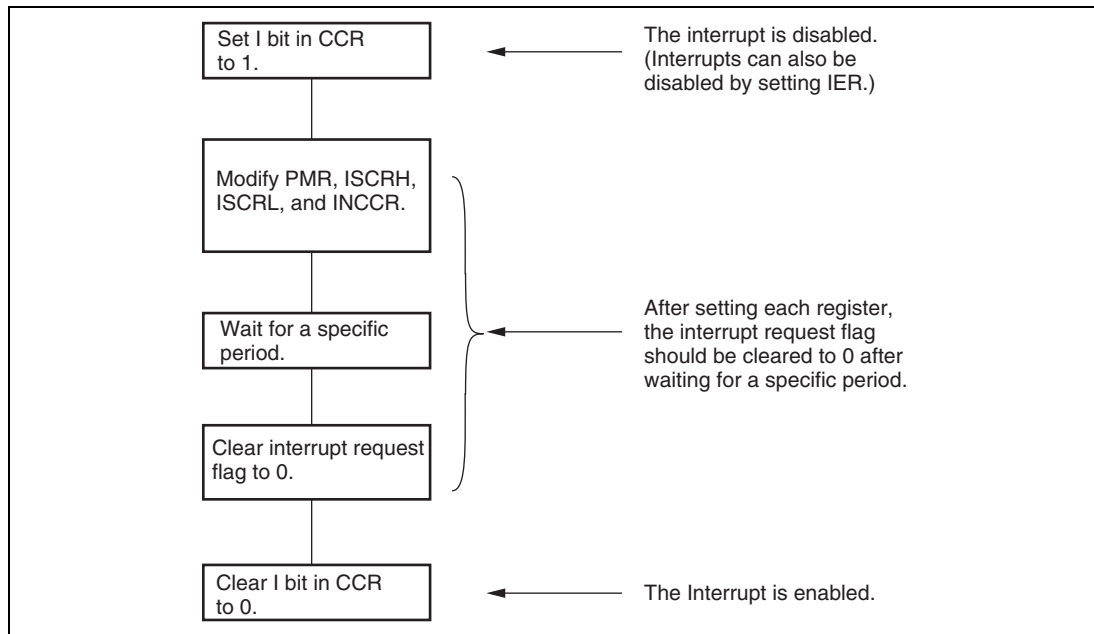 Set I bit in CCR
to 1.
The interrupt is disabled.
(Interrupts can also be
disabled by setting IER.)
Modify PMR, ISCRH,
ISCRL, and INCCR.
Wait for a specific
period.
After setting each register,
the interrupt request flag
should be cleared to 0 after
waiting for a specific period.
Clear interrupt request
flag to 0.
Clear I bit in CCR
to 0.
The Interrupt is enabled.